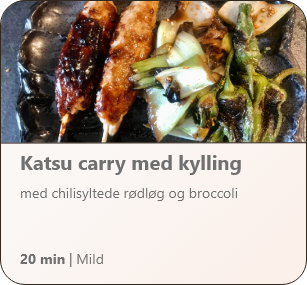 Katsu carry med kylling
med chilisyltede rødløg og broccoli
20 min | Mild